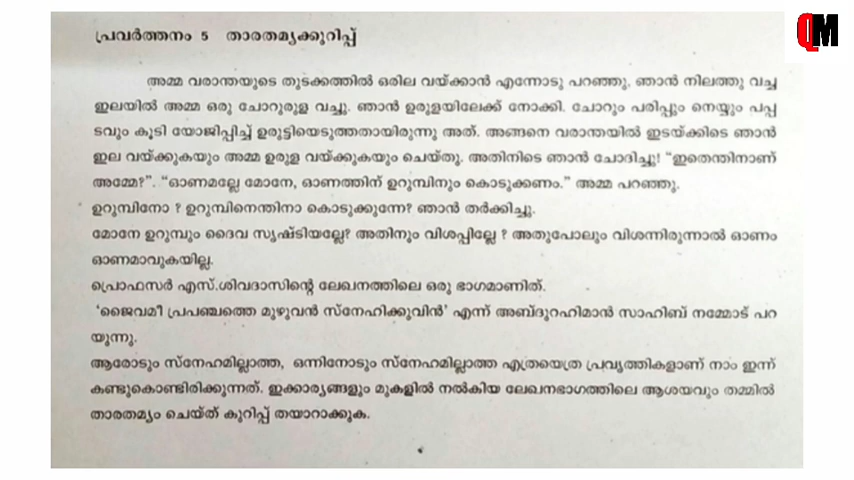 പ്രവർത്തനം 5 താരതമ്യക്കുറിപ്പ്
QM
അമ്മ വരാന്തയുടെ തുടക്കത്തിൽ ഒരില വയ്ക്കാൻ എന്നോടു പറഞ്ഞു. ഞാൻ നിലത്തു വച്ച
ഇലയിൽ അമ്മ ഒരു ചോറുരുള വച്ചു. ഞാൻ ഉരുളയിലേക്ക് നോക്കി. ചോറും പരിപ്പും നെയ്യും പപ്പ
ടവും കൂടി യോജിപ്പിച്ച് ഉരുട്ടിയെടുത്തതായിരുന്നു അത്. അങ്ങനെ വരാന്തയിൽ ഇടയ്ക്കിടെ ഞാൻ
ഇല വയ്ക്കുകയും അമ്മ ഉരുള വയ്ക്കുകയും ചെയ്തു. അതിനിടെ ഞാൻ ചോദിച്ചു! “ഇതെന്തിനാണ്
അമ്മേ?”. “ഓണമല്ലേ മോനേ, ഓണത്തിന് ഉറുമ്പിനും കൊടുക്കണം.” അമ്മ പറഞ്ഞു.
ഉറുമ്പിനോ ? ഉറുമ്പിനെന്തിനാ കൊടുക്കുന്നേ? ഞാൻ തർക്കിച്ചു.
മോനേ ഉറുമ്പും ദൈവ സൃഷ്ടിയല്ലേ? അതിനും വിശപ്പില്ലേ ? അതുപോലും വിശന്നിരുന്നാൽ ഓണം
ഓണമാവുകയില്ല.
പ്രൊഫസർ എസ്.ശിവദാസിന്റെ ലേഖനത്തിലെ ഒരു ഭാഗമാണിത്.
‘ജൈവമീ പ്രപഞ്ചത്തെ മുഴുവൻ സ്നേഹിക്കുവിൻ’ എന്ന് അബ്ദുറഹിമാൻ സാഹിബ് നമ്മോട് പറ
യുന്നു.
ആരോടും സ്നേഹമില്ലാത്ത, ഒന്നിനോടും സ്നേഹമില്ലാത്ത എത്രയെത്ര പ്രവൃത്തികളാണ് നാം ഇന്ന്
കണ്ടുകൊണ്ടിരിക്കുന്നത്. ഇക്കാര്യങ്ങളും മുകളിൽ നൽകിയ ലേഖനഭാഗത്തിലെ ആശയവും തമ്മിൽ
താരതമ്യം ചെയ്ത് കുറിപ്പ് തയാറാക്കുക.